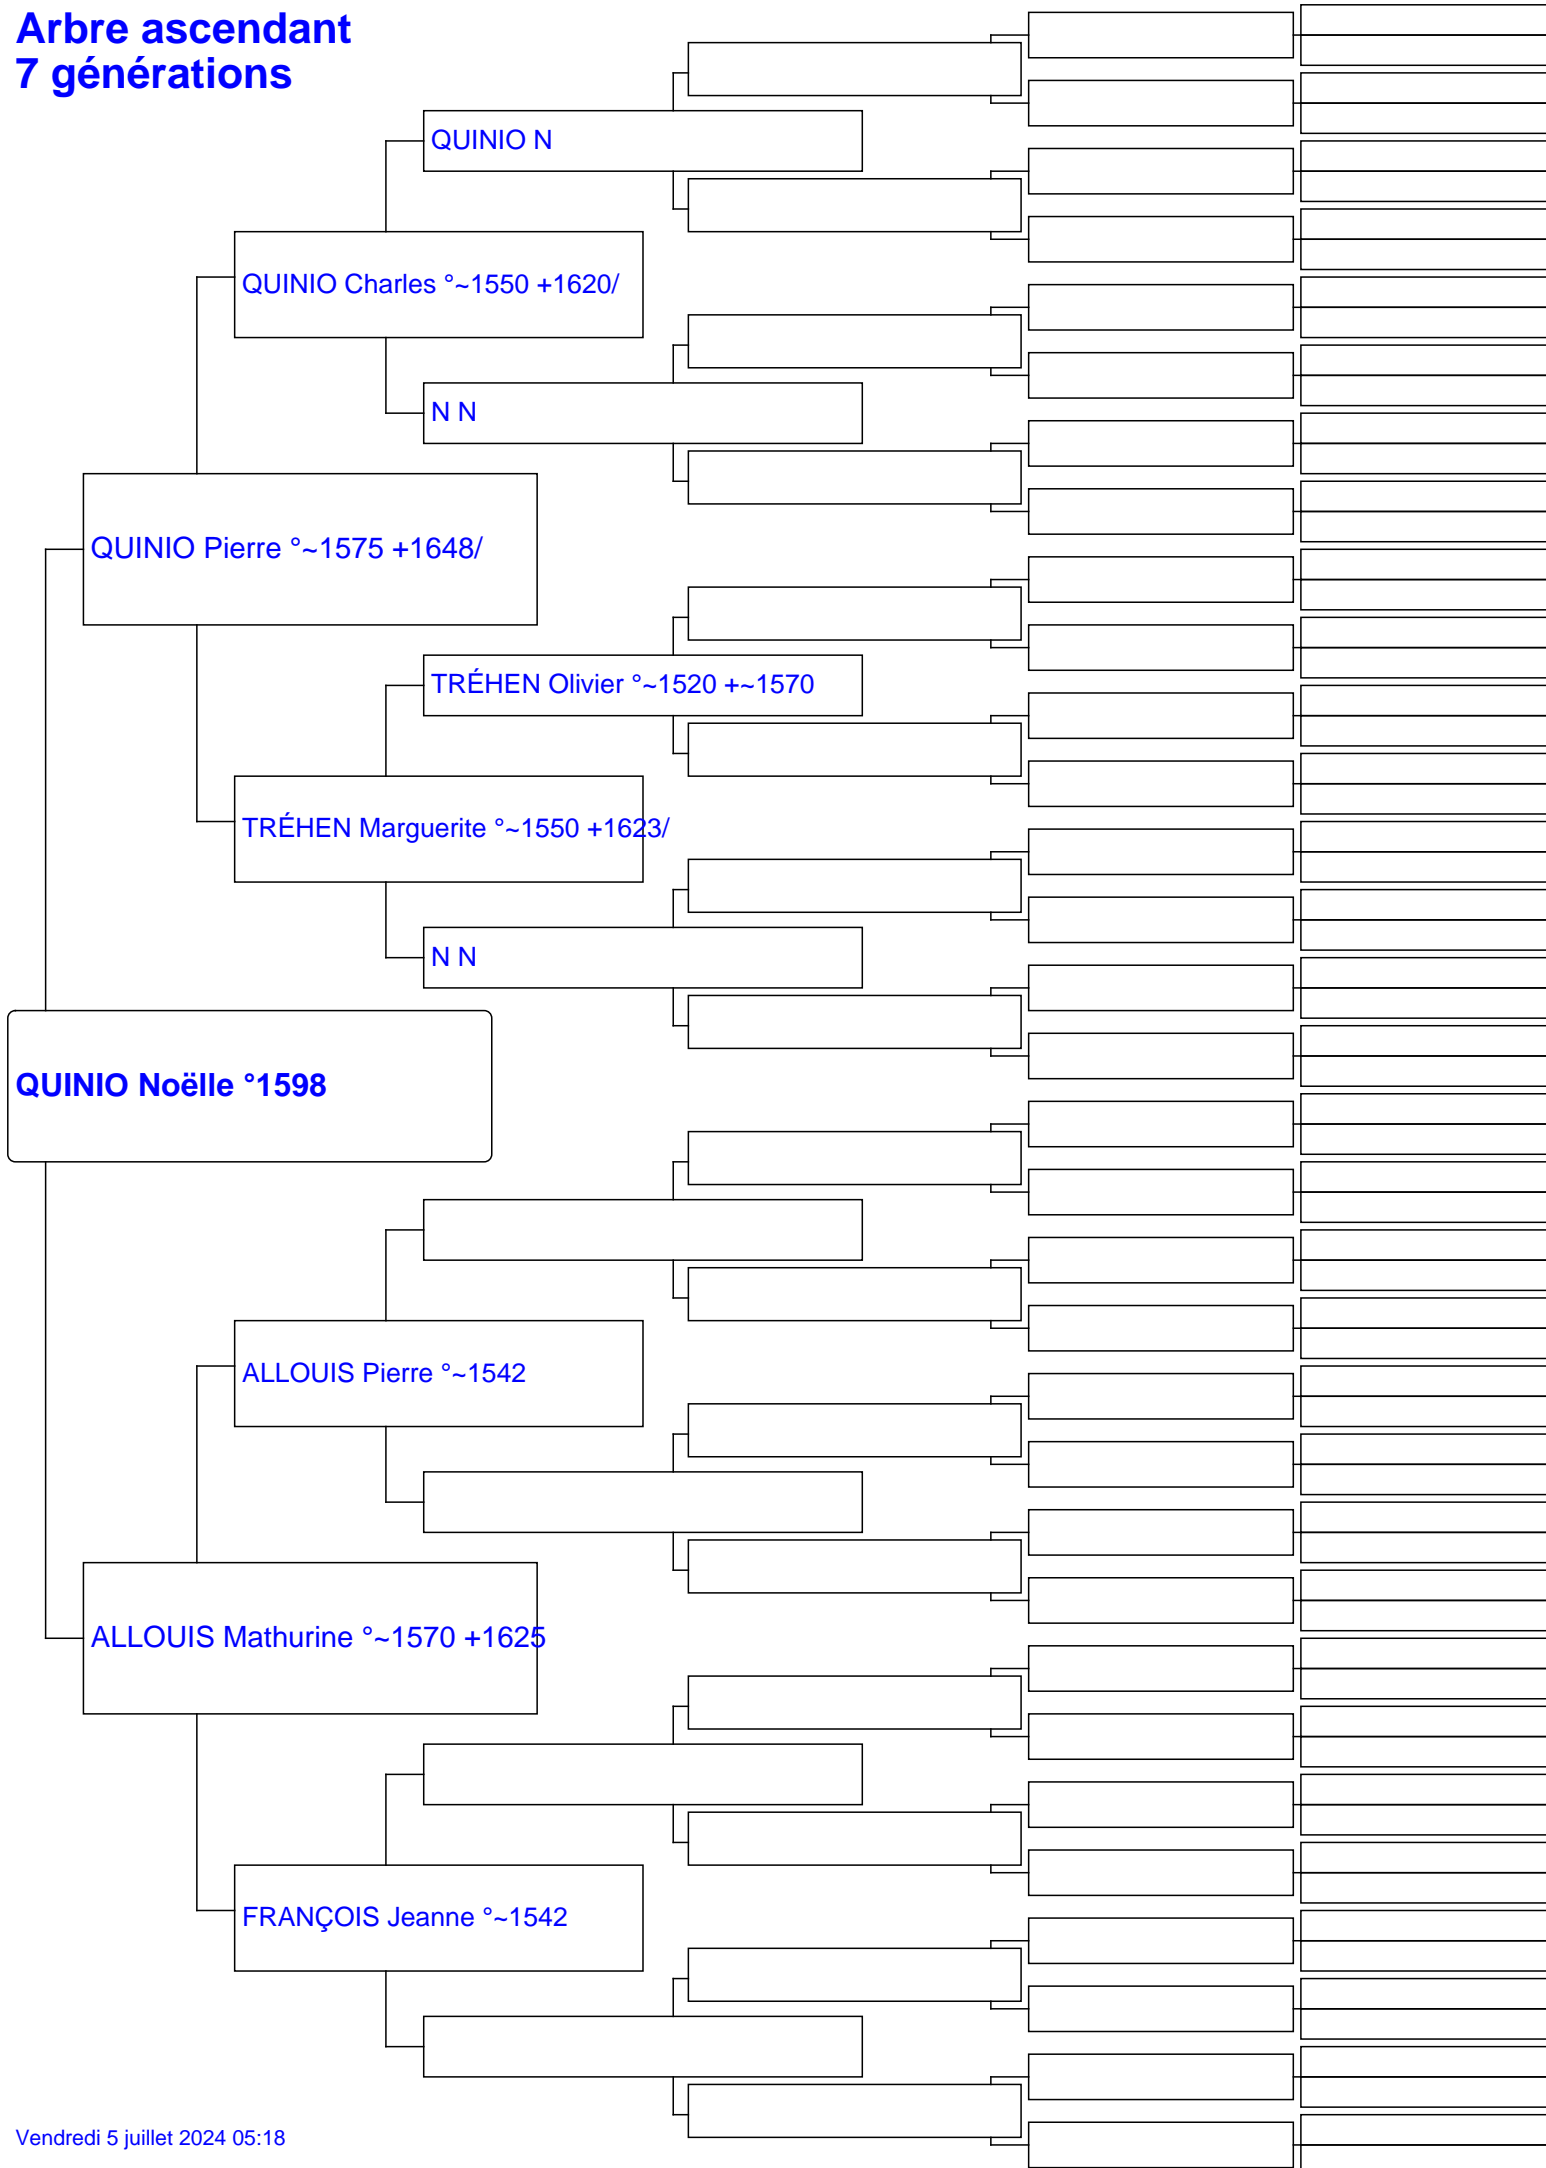 Arbre ascendant
7 générations
QUINIO N
QUINIO Charles °~1550 +1620/
N N
QUINIO Pierre °~1575 +1648/
TRÉHEN Olivier °~1520 +~1570
TRÉHEN Marguerite °~1550 +1623/
N N
QUINIO Noëlle °1598
ALLOUIS Pierre °~1542
ALLOUIS Mathurine °~1570 +1625
FRANÇOIS Jeanne °~1542
Vendredi 5 juillet 2024 05:18